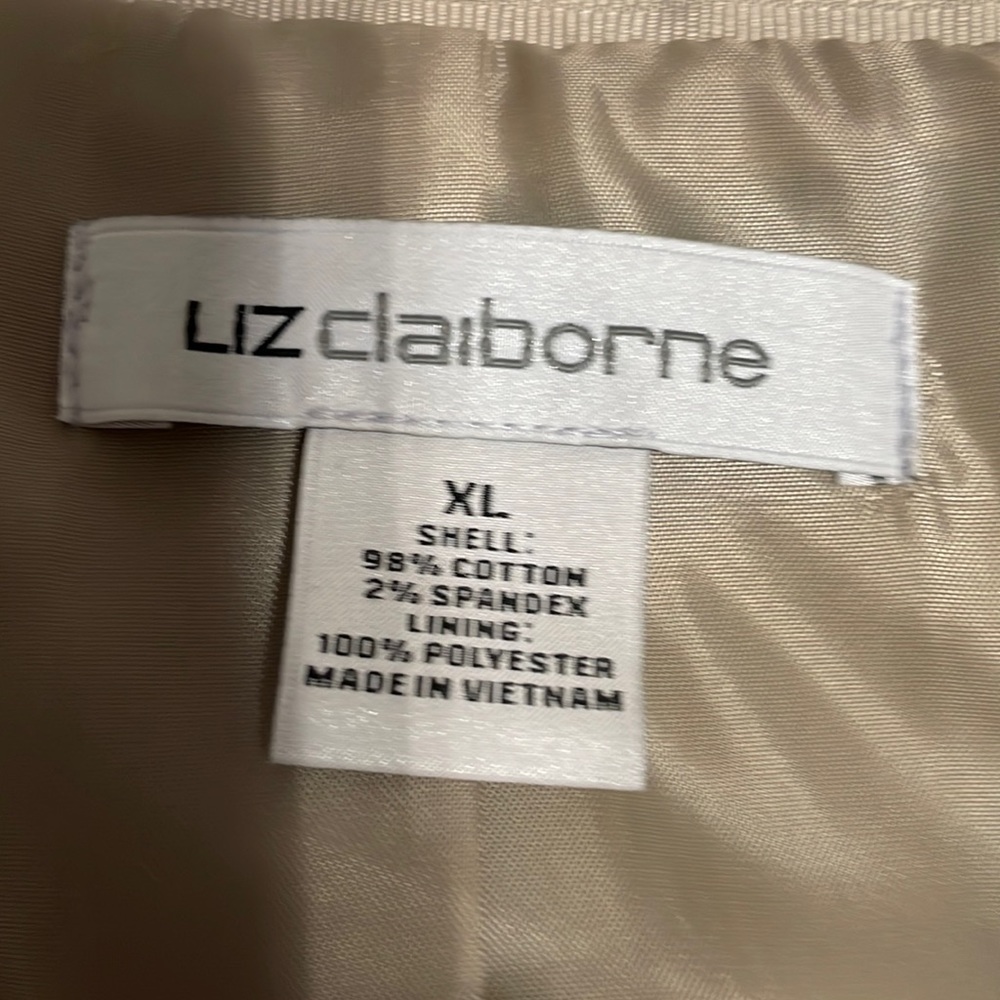 LIZ claiborne
XL
SHELL:
98% COTTON
2% SPANDEX
LINING:
100% POLYESTER
MADE IN VIETNAM